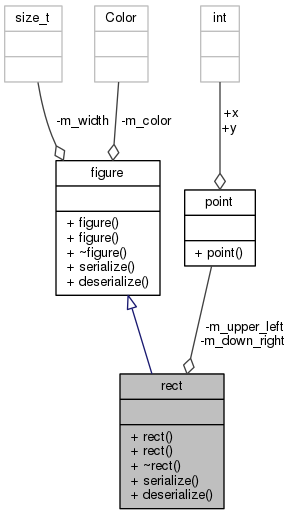 size_t
Color
int
-m_width
-m_color
+x
+y
figure
+ figure()
+ figure()
+ ~figure()
+ serialize()
+ deserialize()
point
+ point()
-m_upper_left
-m_down_right
rect
+ rect()
+ rect()
+ ~rect()
+ serialize()
+ deserialize()